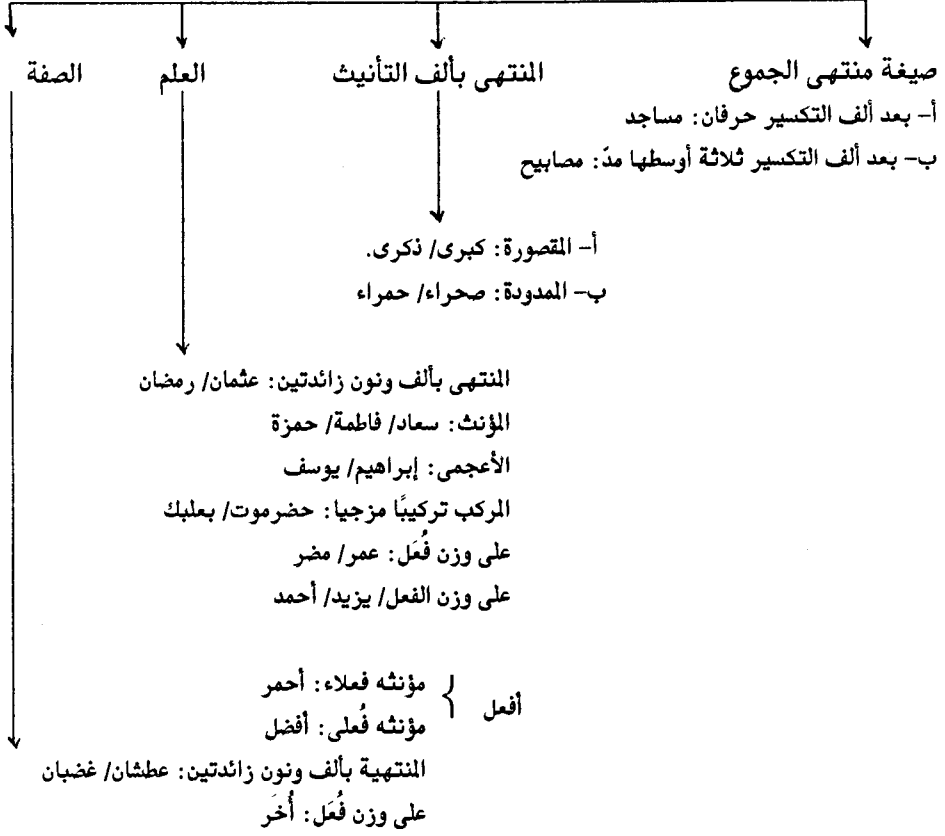 صيغة منتهى الجموع المنتهى بألف التأنيث العلم الصفة
أ- بعد ألف التكسير حرفان: مساجد
ب- بعد ألف التكسير ثلاثة أوسطها مدّ: مصابيح
أ- المقصورة: كبرى/ ذكرى.
ب- الممدودة: صحراء/ حمراء
المنتهى بألف ونون زائدتين: عثمان/ رمضان
المؤنث: سعاد/ فاطمة/ حمزة
الأعجمى: إبراهيم/ يوسف
المركب تركيبًا مزجيا: حضرموت/ بعلبك
على وزن فُعَل: عمر/ مضر
على وزن الفعل/ يزيد/ أحمد
أفعل { مؤنثه فعلاء: أحمر
مؤنثه فُعلى: أفضل
المنتهية بألف ونون زائدتين: عطشان/ غضبان
على وزن فُعَل: أُخَر